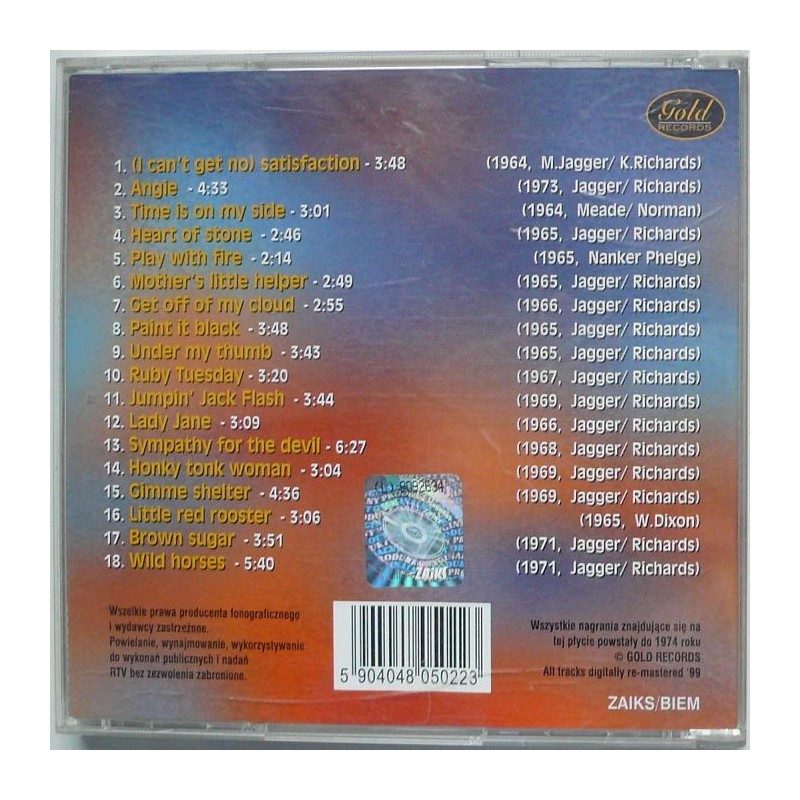 Gold
RECORDS
1. (I can't get no) satisfaction - 3:48 (1964, M.Jagger/ K.Richards)
2. Angie - 4:33 (1973, Jagger/ Richards)
3. Time is on my side - 3:01 (1964, Meade/ Norman)
4. Heart of stone - 2:46 (1965, Jagger/ Richards)
5. Play with fire - 2:14 (1965, Nanker Phelge)
6. Mother's little helper - 2:49 (1965, Jagger/ Richards)
7. Get off of my cloud - 2:55 (1966, Jagger/ Richards)
8. Paint it black - 3:48 (1965, Jagger/ Richards)
9. Under my thumb - 3:43 (1965, Jagger/ Richards)
10. Ruby Tuesday - 3:20 (1967, Jagger/ Richards)
11. Jumpin' Jack Flash - 3:44 (1969, Jagger/ Richards)
12. Lady Jane - 3:09 (1966, Jagger/ Richards)
13. Sympathy for the devil - 6:27 (1968, Jagger/ Richards)
14. Honky tonk woman - 3:04 (1969, Jagger/ Richards)
15. Gimme shelter - 4:36 (1969, Jagger/ Richards)
16. Little red rooster - 3:06 (1965, W.Dixon)
17. Brown sugar - 3:51 (1971, Jagger/ Richards)
18. Wild horses - 5:40 (1971, Jagger/ Richards)
ZAIKS
Wszelkie prawa producenta fonograficznego
i wydawcy zastrzeżone.
Powielanie, wynajmowanie, wykorzystywanie
do wykonań publicznych i nadań
RTV bez zezwolenia zabronione.
5 904048 050223
Wszystkie nagrania znajdujące się na
tej płycie powstały do 1974 roku
© GOLD RECORDS
All tracks digitally re-mastered '99
ZAIKS/BIEM